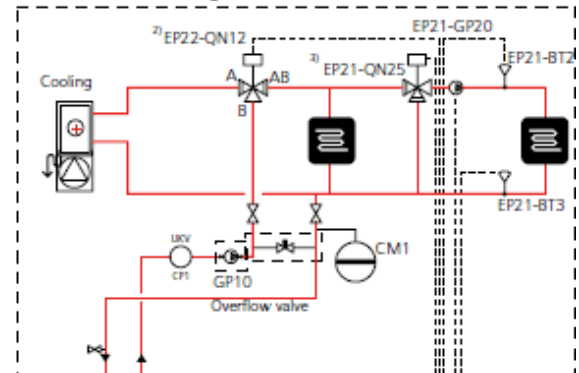 2) EP22-QN12
EP21-GP20
3) EP21-QN25
EP21-BT2
Cooling
A
AB
B
EP21-BT3
UKV
CP1
GP10
CM1
Overflow valve